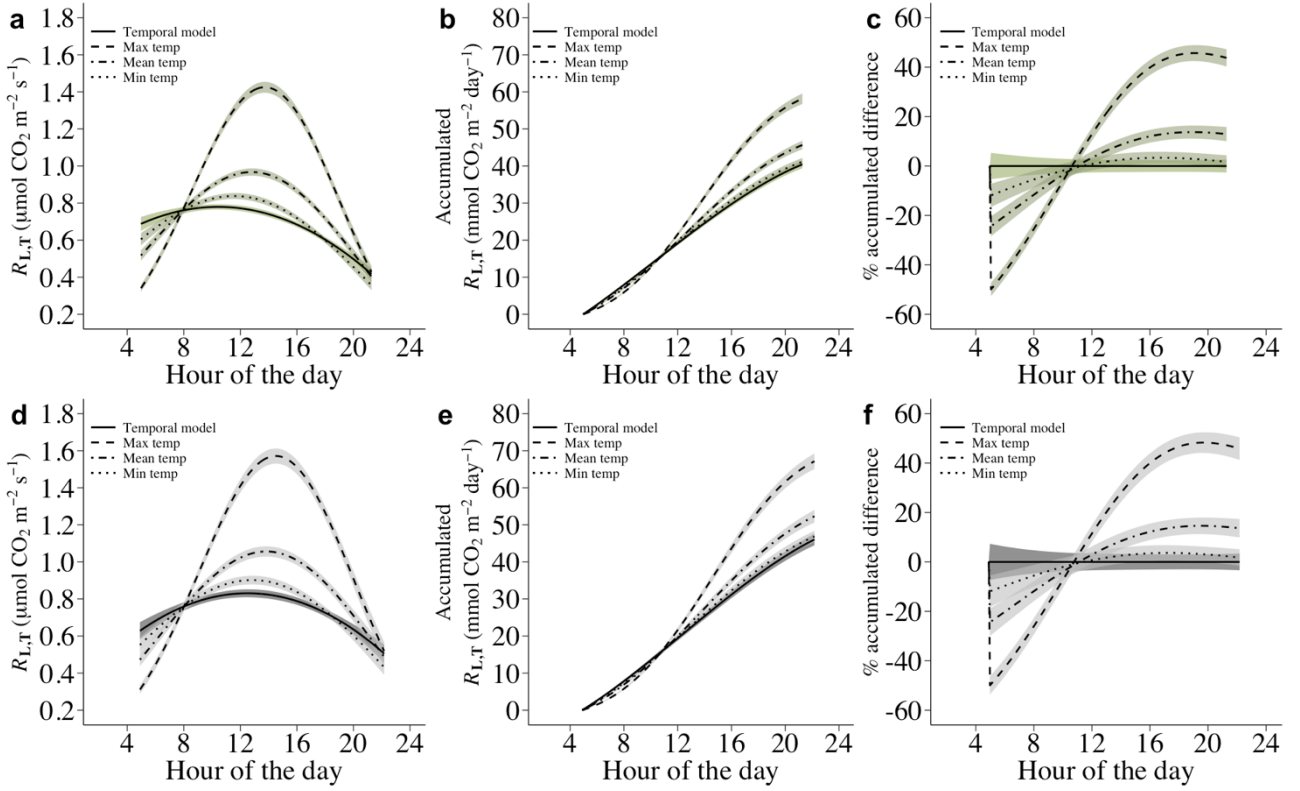 a
1.8
1.6
1.4
1.2
1.0
0.8
0.6
0.4
0.2
R_L,T (µmol CO₂ m⁻² s⁻¹)
Temporal model
Max temp
Mean temp
Min temp
4 8 12 16 20 24
Hour of the day
b
80
70
60
50
40
30
20
10
0
Accumulated
R_L,T (mmol CO₂ m⁻² day⁻¹)
Temporal model
Max temp
Mean temp
Min temp
4 8 12 16 20 24
Hour of the day
c
60
40
20
0
-20
-40
-60
% accumulated difference
Temporal model
Max temp
Mean temp
Min temp
4 8 12 16 20 24
Hour of the day
d
1.8
1.6
1.4
1.2
1.0
0.8
0.6
0.4
0.2
R_L,T (µmol CO₂ m⁻² s⁻¹)
Temporal model
Max temp
Mean temp
Min temp
4 8 12 16 20 24
Hour of the day
e
80
70
60
50
40
30
20
10
0
Accumulated
R_L,T (mmol CO₂ m⁻² day⁻¹)
Temporal model
Max temp
Mean temp
Min temp
4 8 12 16 20 24
Hour of the day
f
60
40
20
0
-20
-40
-60
% accumulated difference
Temporal model
Max temp
Mean temp
Min temp
4 8 12 16 20 24
Hour of the day